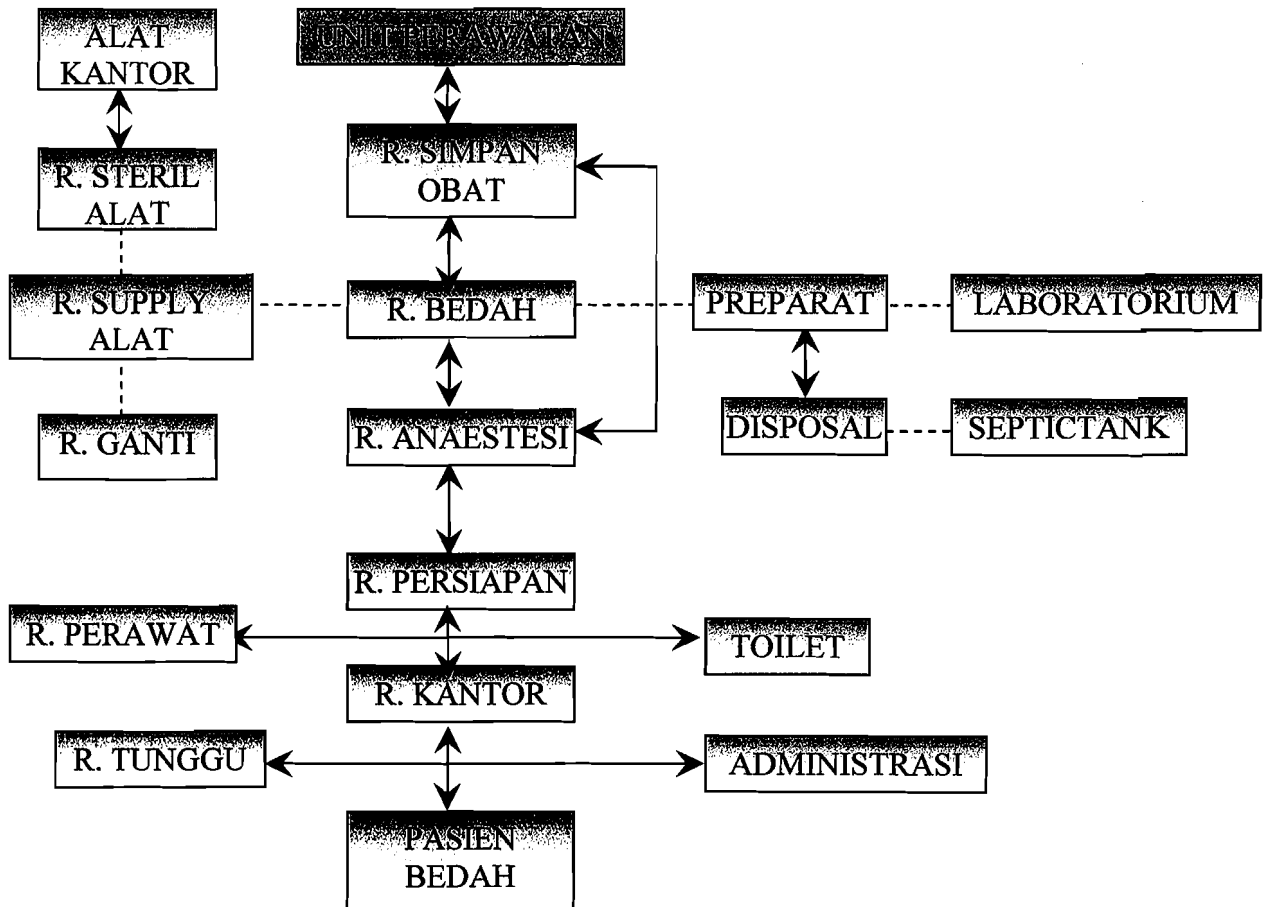 ALAT
KANTOR
UNIT PERAWATAN
R. STERIL
ALAT
R. SIMPAN
OBAT
R. SUPPLY
ALAT
R. BEDAH
PREPARAT
LABORATORIUM
R. GANTI
R. ANAESTESI
DISPOSAL
SEPTICTANK
R. PERSIAPAN
R. PERAWAT
TOILET
R. KANTOR
R. TUNGGU
ADMINISTRASI
PASIEN
BEDAH